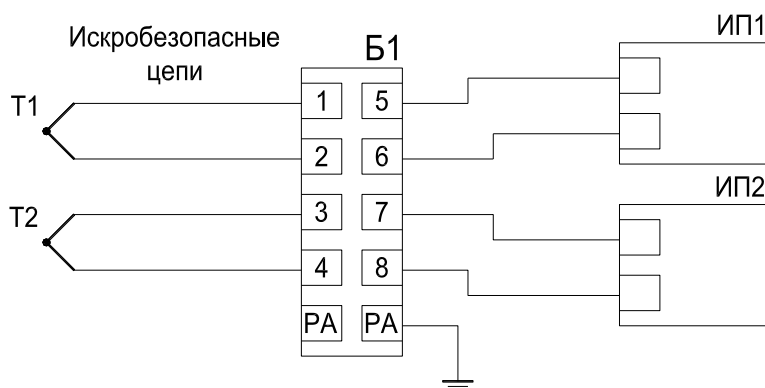 Искробезопасные
цепи
Б1
ИП1
Т1
1 5
2 6
ИП2
Т2
3 7
4 8
РА РА